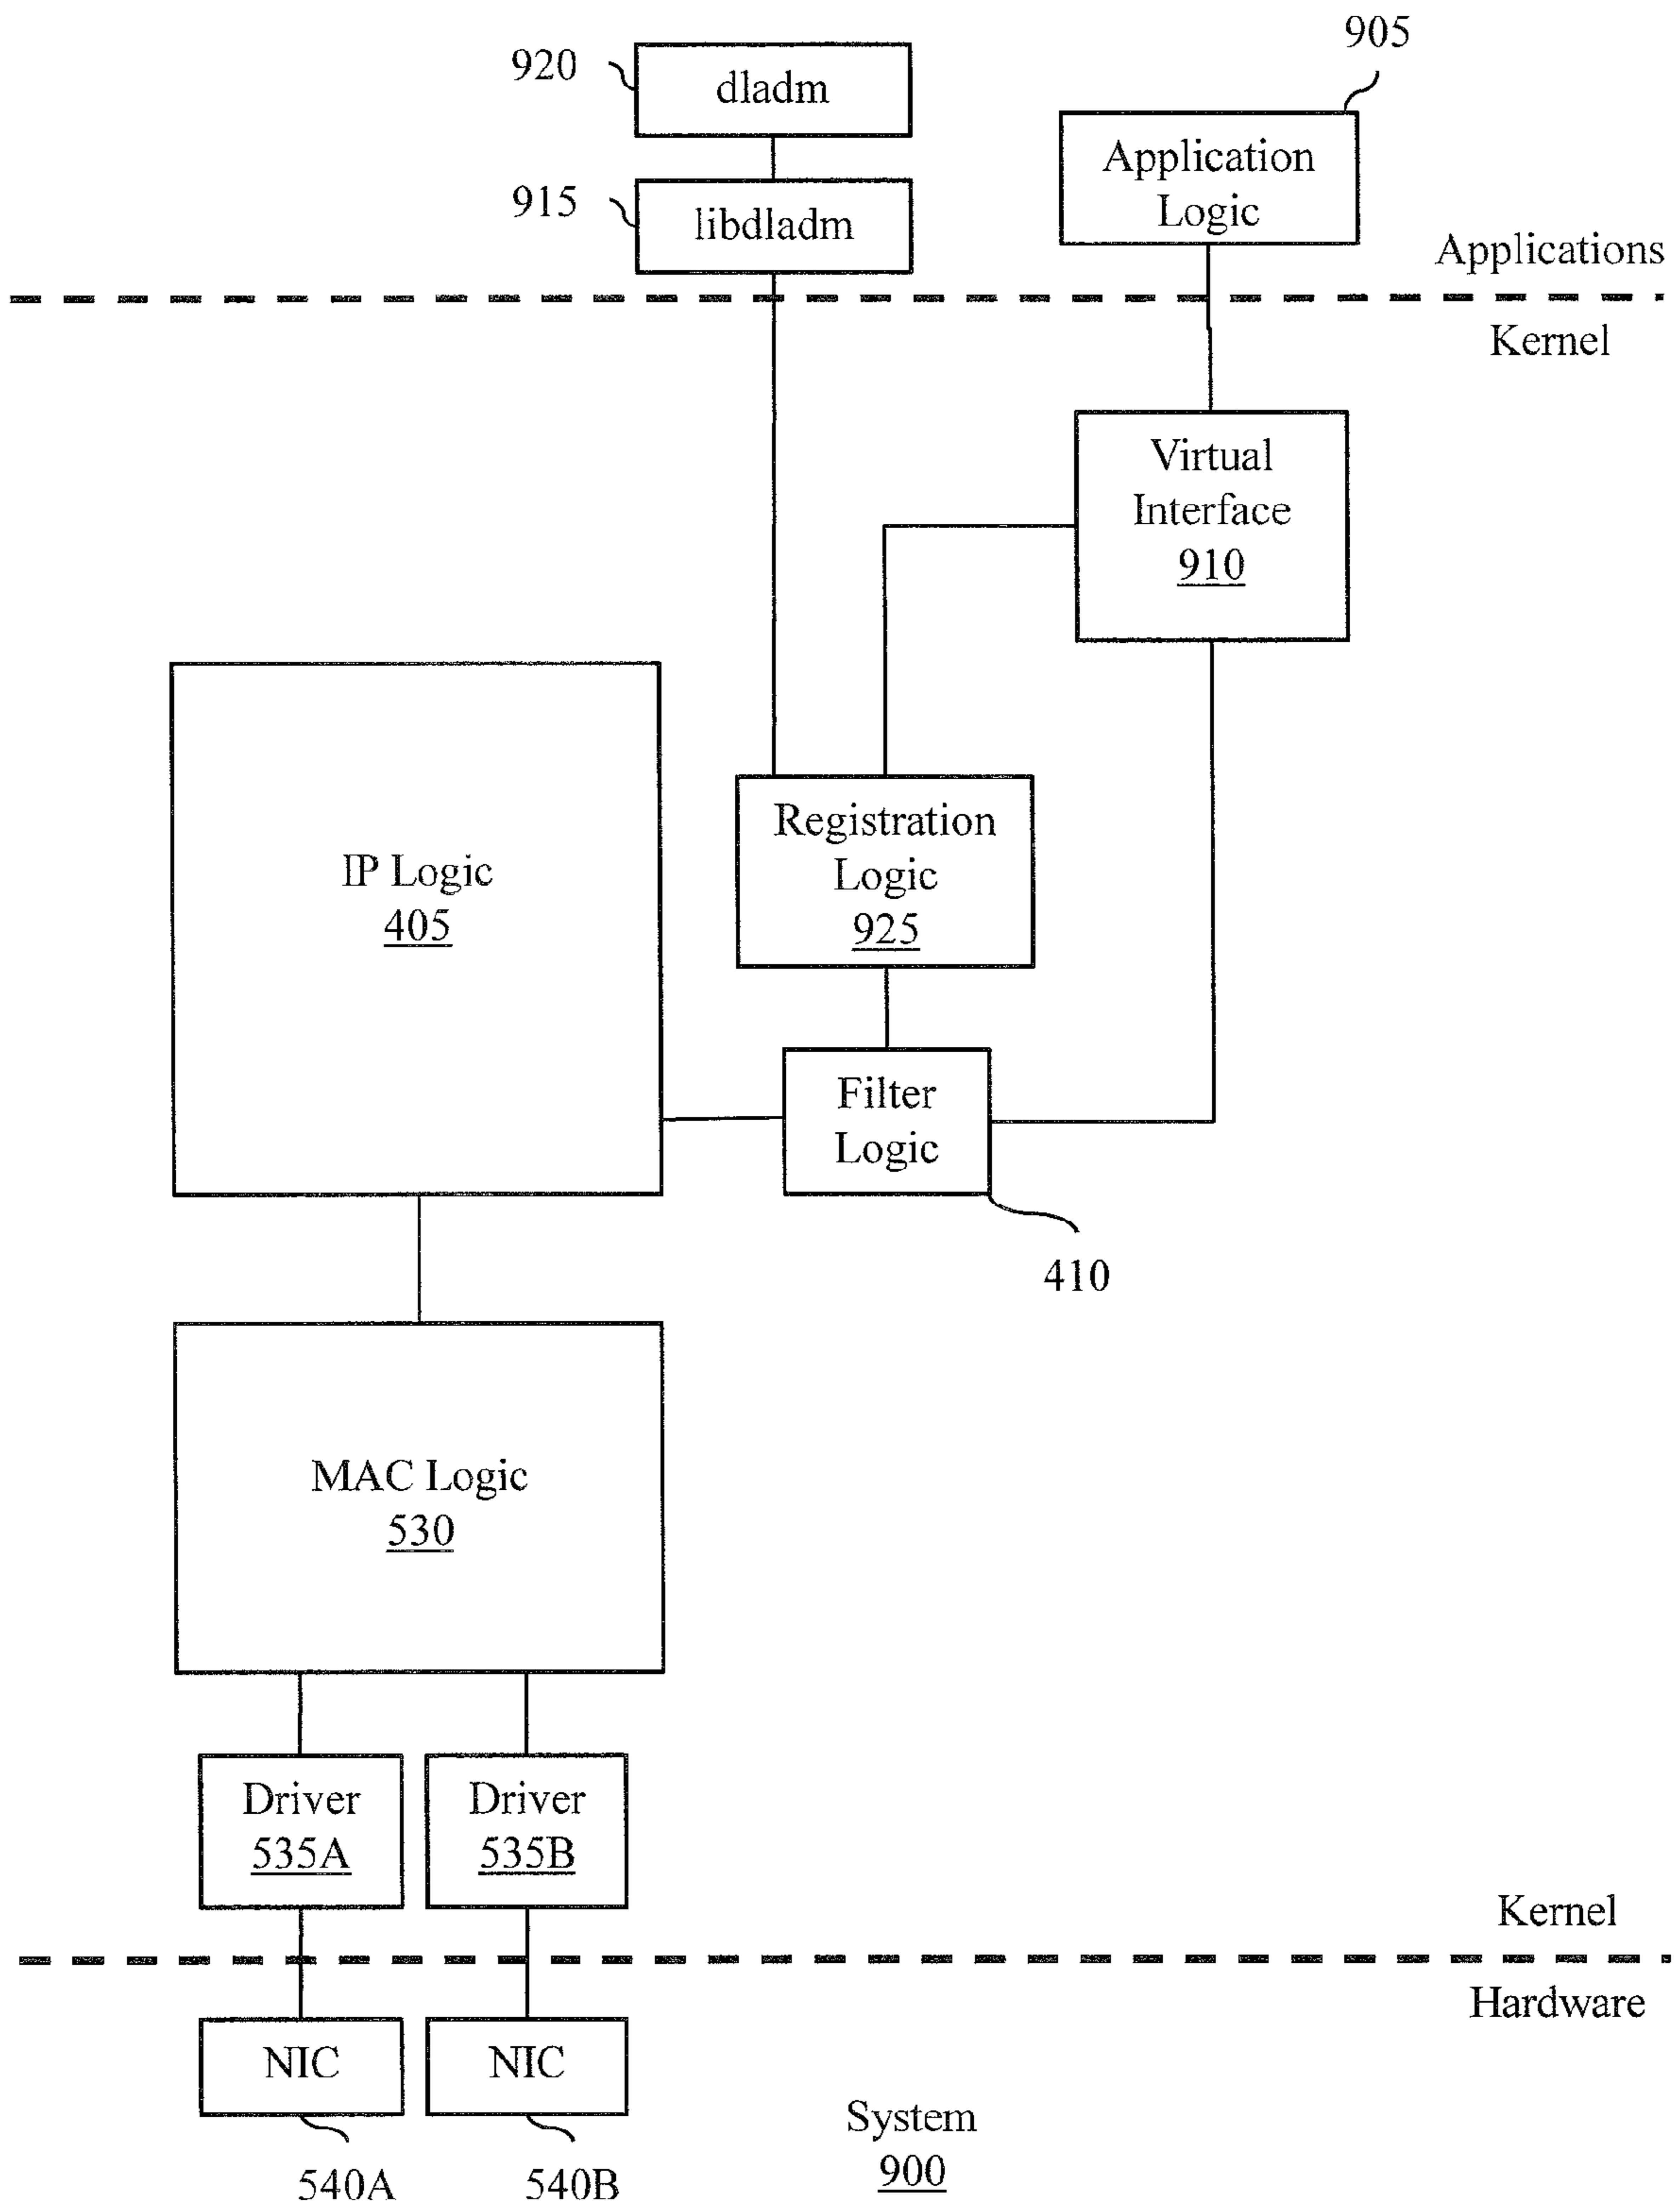 905
920
dladm
Application
Logic
915
libdladm
Applications
Kernel
Virtual
Interface
910
Registration
Logic
925
IP Logic
405
Filter
Logic
410
MAC Logic
530
Driver
535A
Driver
535B
Kernel
Hardware
NIC
NIC
540A
540B
System
900